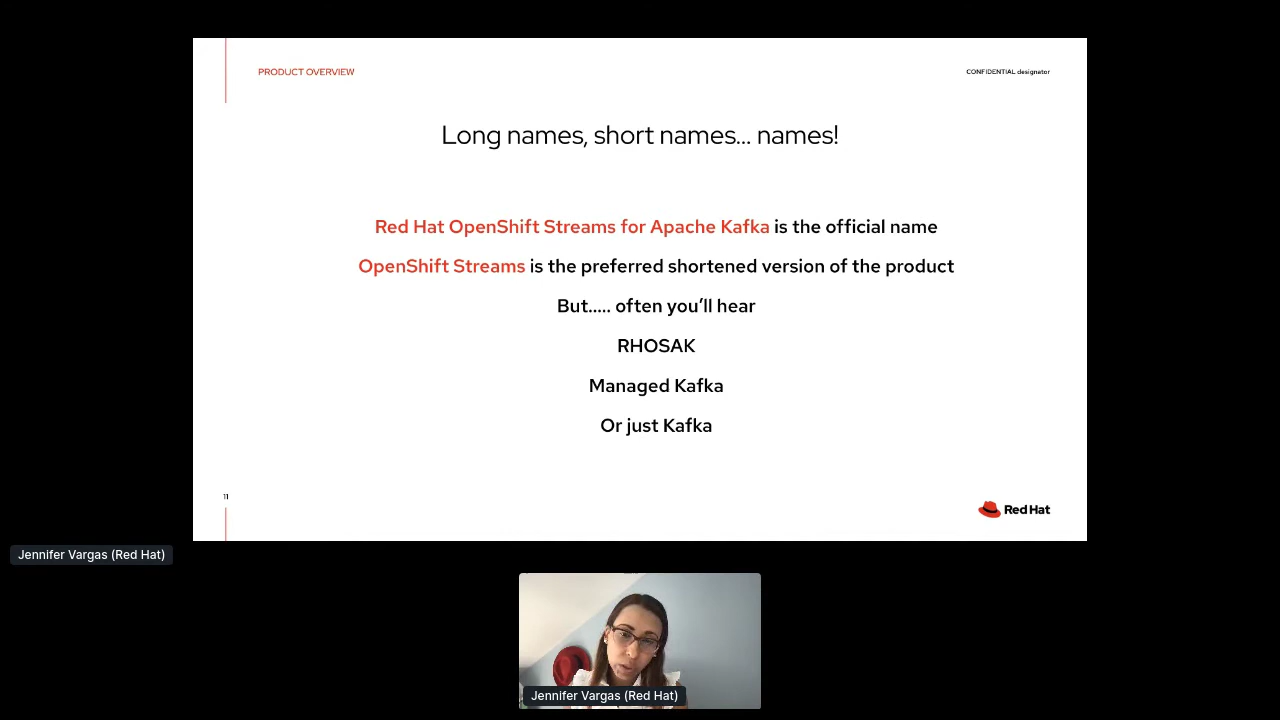 PRODUCT OVERVIEW
CONFIDENTIAL designator
Long names, short names... names!
Red Hat OpenShift Streams for Apache Kafka is the official name
OpenShift Streams is the preferred shortened version of the product
But..... often you'll hear
RHOSAK
Managed Kafka
Or just Kafka
11
Red Hat
Jennifer Vargas (Red Hat)
Jennifer Vargas (Red Hat)